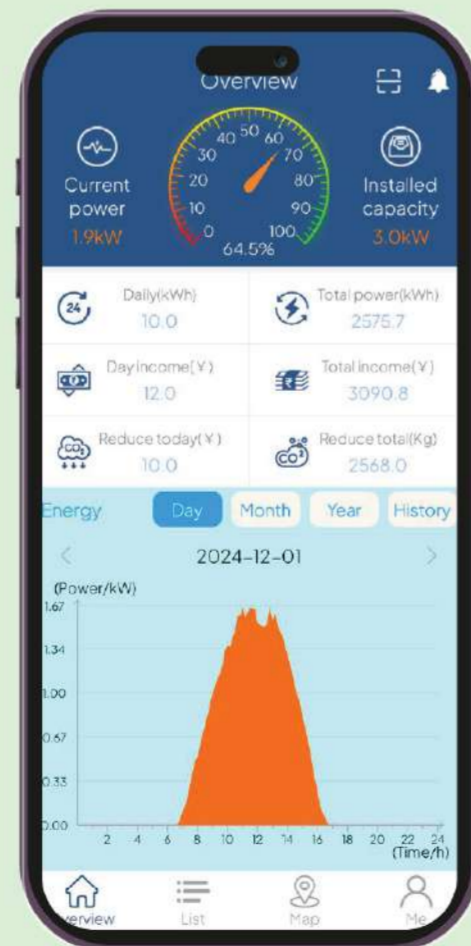 Overview
Current power
1.9kW
0
10
20
30
40
50
60
70
80
90
100
64.5%
Installed capacity
3.0kW
24
Daily(kWh)
10.0
Total power(kWh)
2575.7
Day income(¥)
12.0
₹
Total income(¥)
3090.8
CO₂
Reduce today(¥)
10.0
CO²
Reduce total(Kg)
2568.0
Energy
Day
Month
Year
History
2024-12-01
(Power/kW)
1.67
1.34
1.00
0.67
0.33
0.00
2 4 6 8 10 12 14 16 18 20 22 24
(Time/h)
verview
List
Map
Me